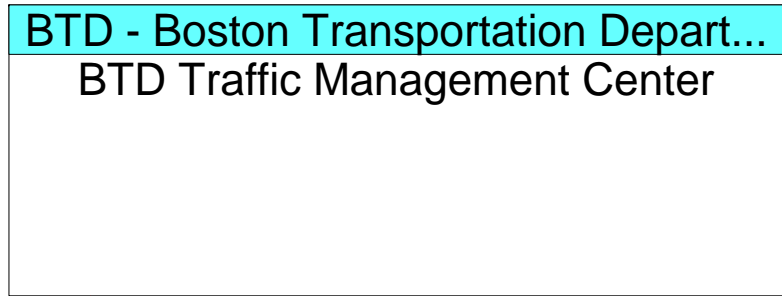 BTD - Boston Transportation Depart...
BTD Traffic Management Center